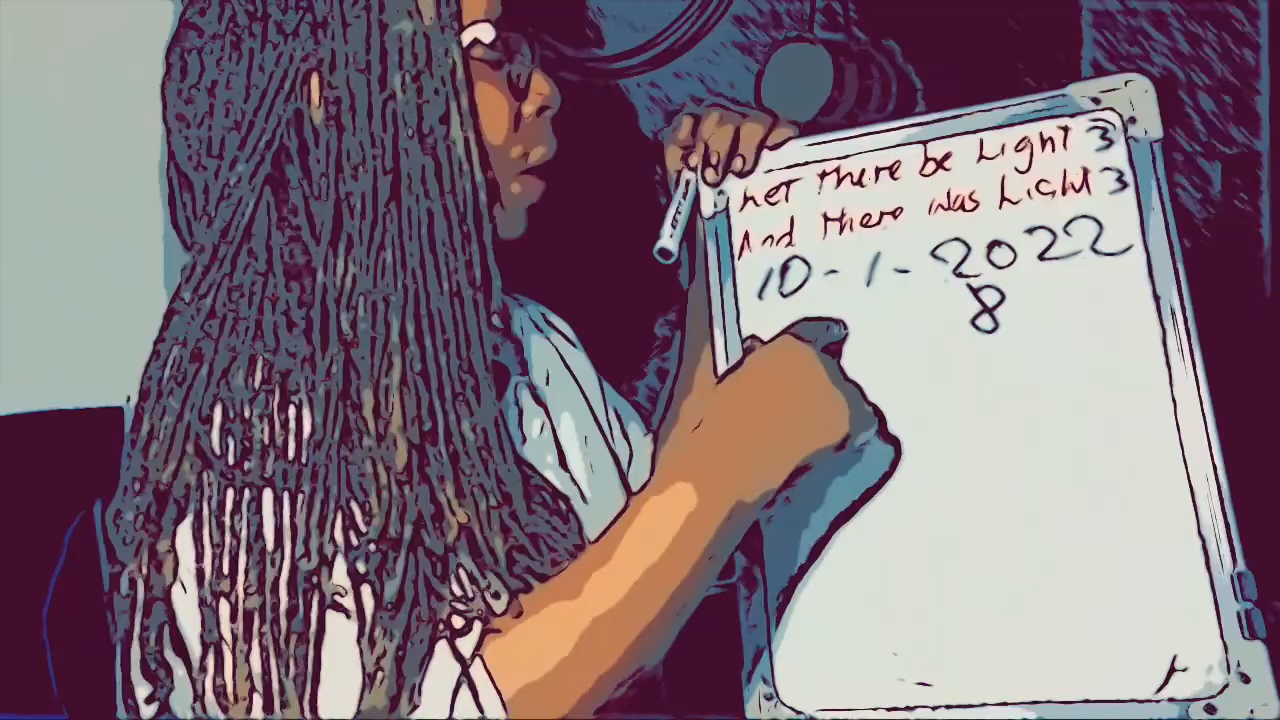 Let there be Light 3
And there was Light 3
10-1-2022
8